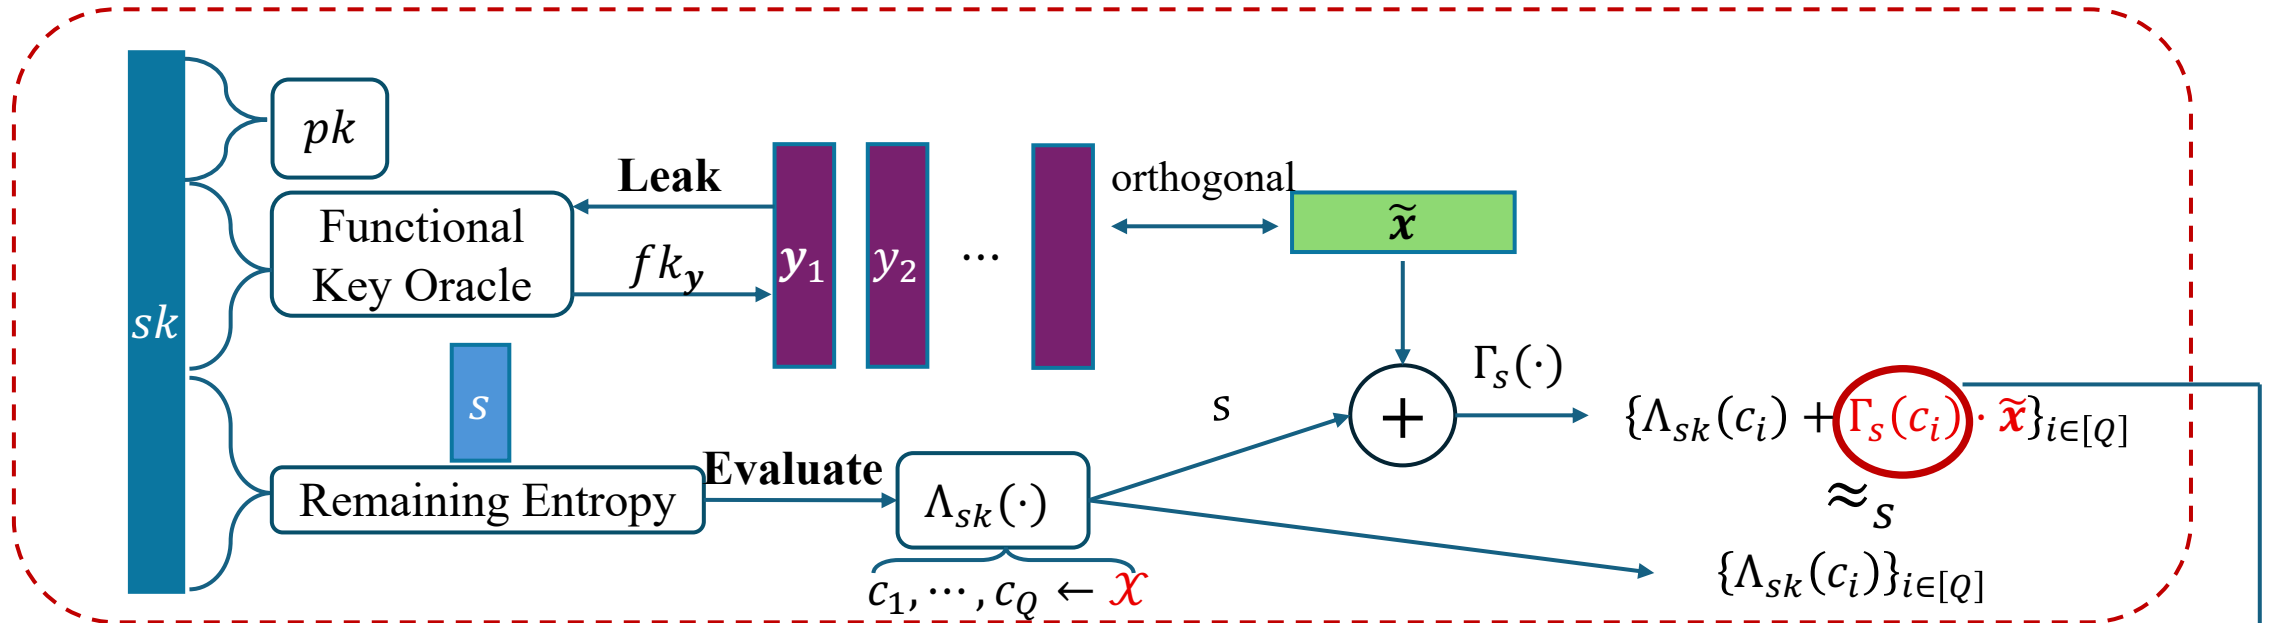 sk
pk
Leak
Functional
Key Oracle
fk_y
y_1
y_2
...
orthogonal
x̃
s
Remaining Entropy
Evaluate
Λ_sk(·)
c_1, ⋯, c_Q ← 𝒳
s
+
Γ_s(·)
{Λ_sk(c_i) + Γ_s(c_i) · x̃}_{i∈[Q]}
≈_s
{Λ_sk(c_i)}_{i∈[Q]}